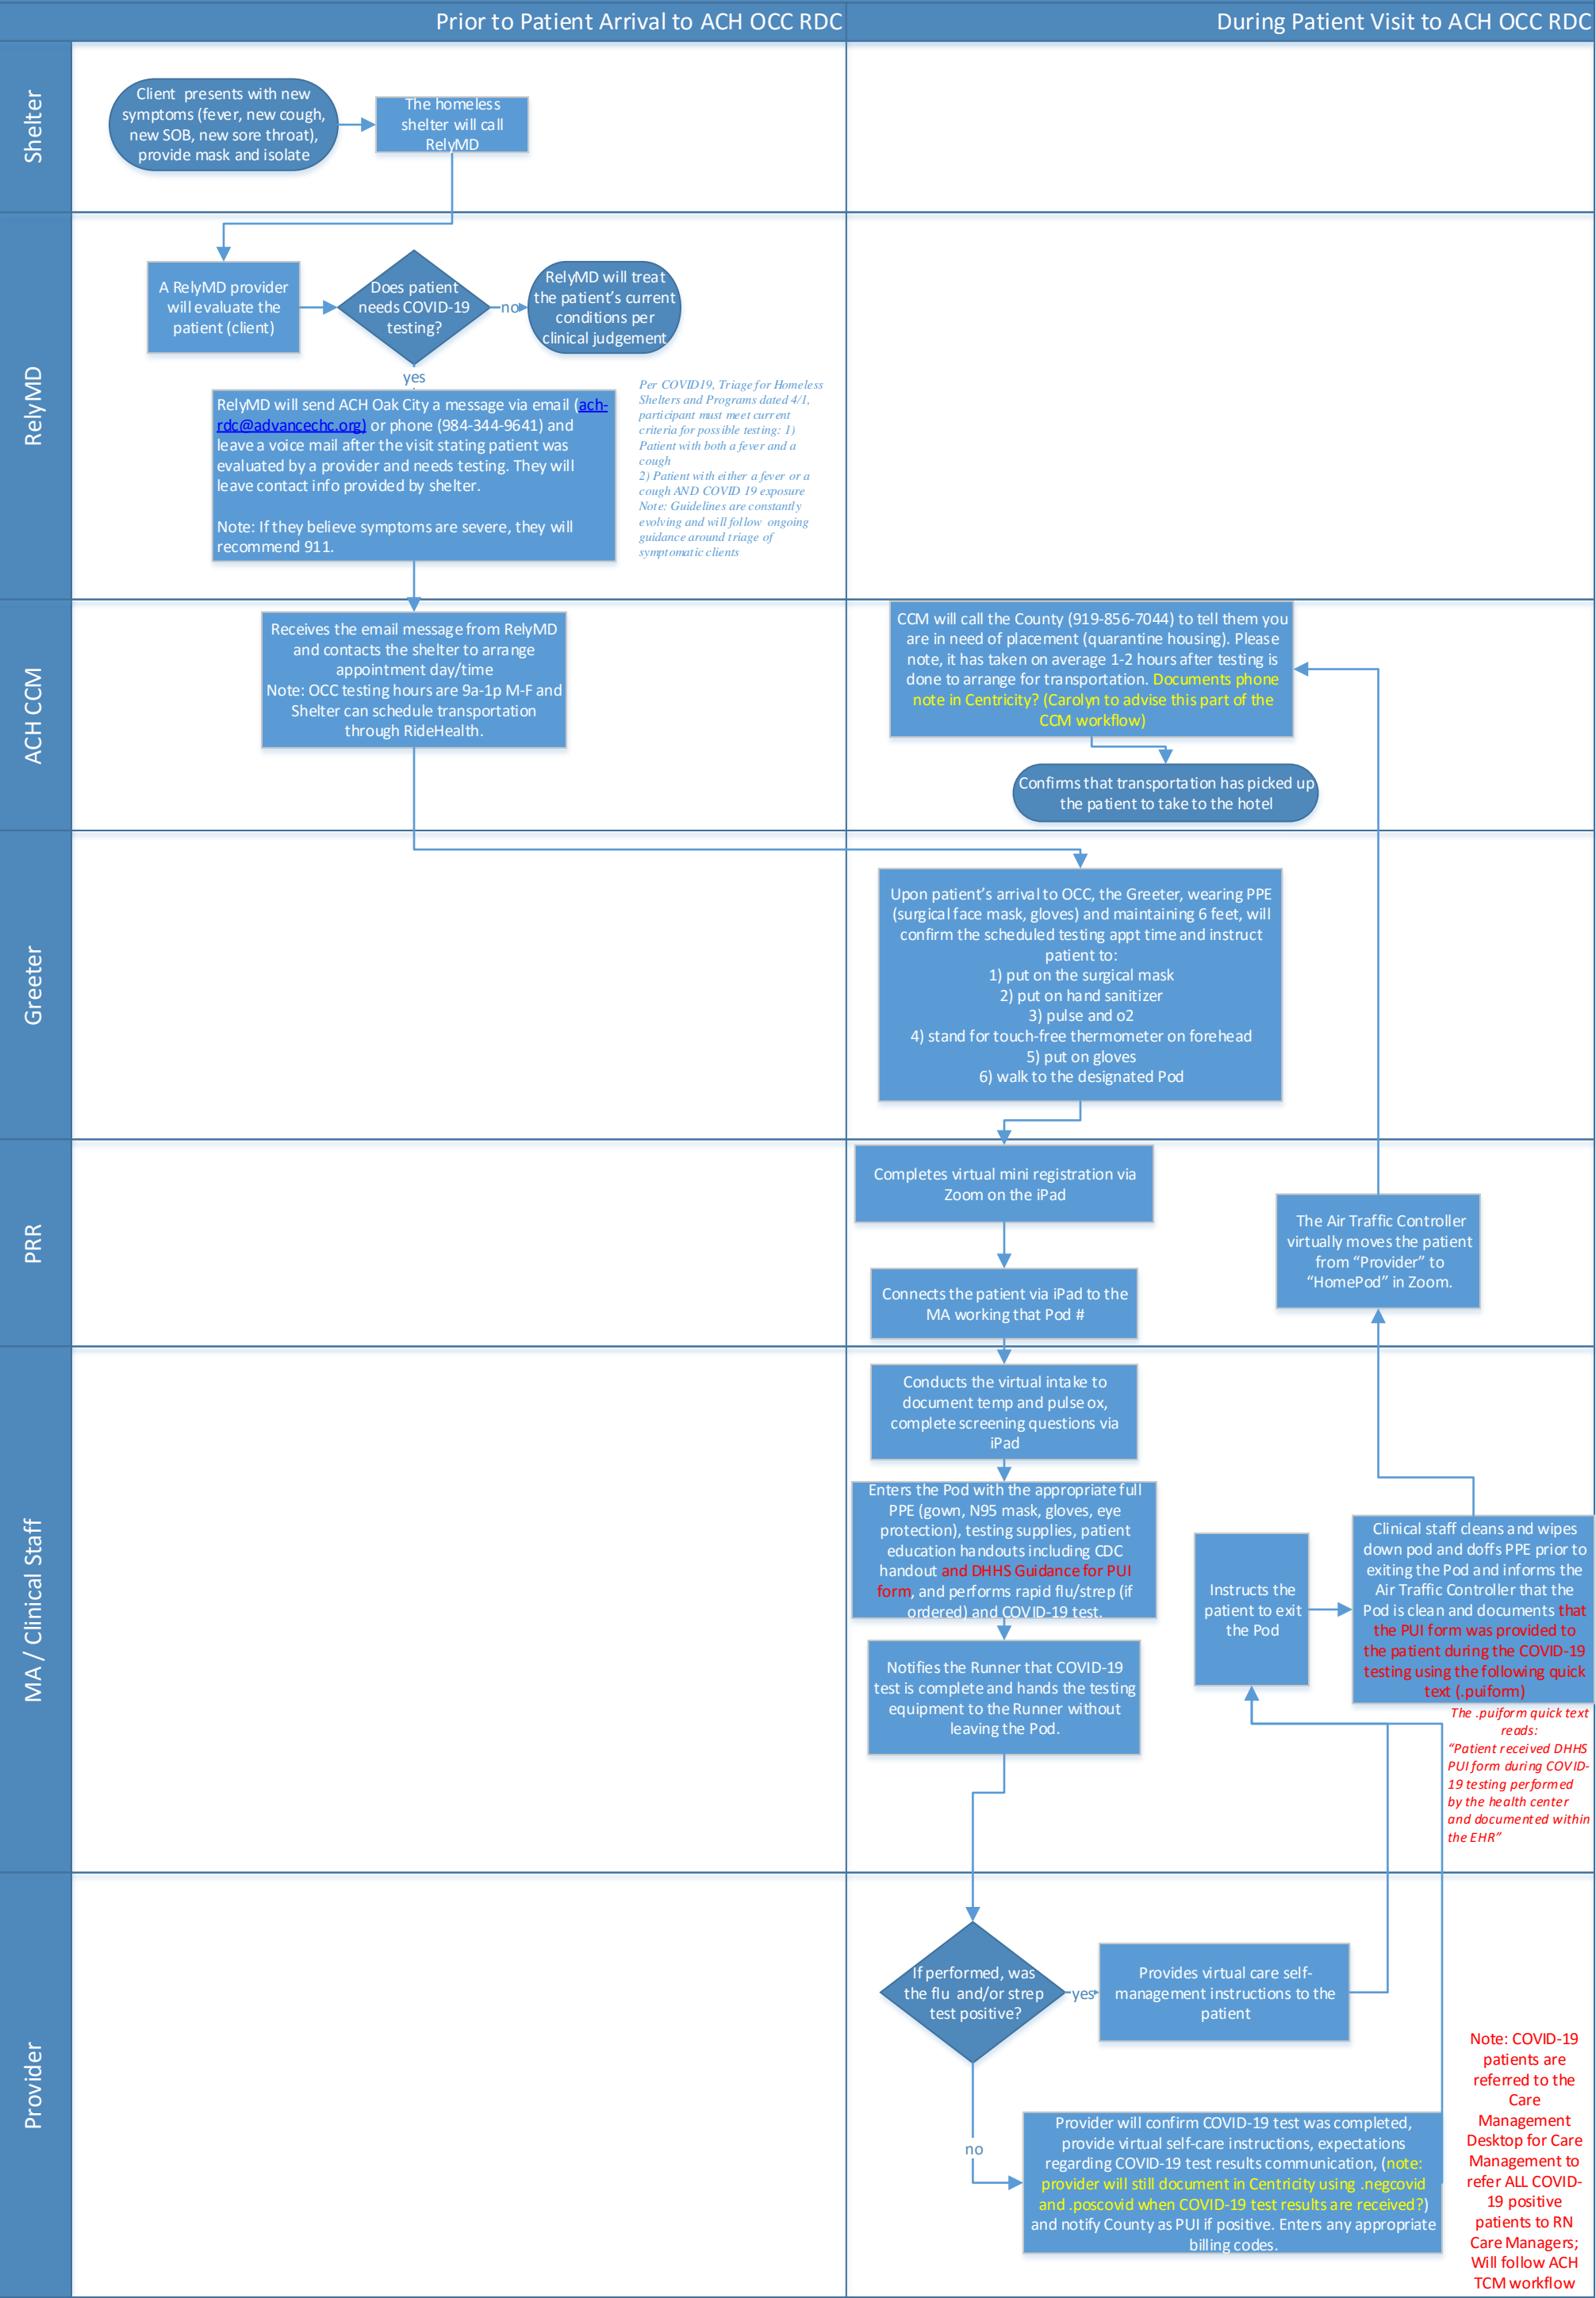 Prior to Patient Arrival to ACH OCC RDC
During Patient Visit to ACH OCC RDC
Shelter
Client presents with new
symptoms (fever, new cough,
new SOB, new sore throat),
provide mask and isolate
The homeless
shelter will call
RelyMD
RelyMD
A RelyMD provider
will evaluate the
patient (client)
Does patient
needs COVID-19
testing?
no
RelyMD will treat
the patient's current
conditions per
clinical judgement
yes
RelyMD will send ACH Oak City a message via email (ach-
rdc@advancechc.org) or phone (984-344-9641) and
leave a voice mail after the visit stating patient was
evaluated by a provider and needs testing. They will
leave contact info provided by shelter.
Note: If they believe symptoms are severe, they will
recommend 911.
Per COVID19, Triage for Homeless
Shelters and Programs dated 4/1,
participant must meet current
criteria for possible testing: 1)
Patient with both a fever and a
cough
2) Patient with either a fever or a
cough AND COVID 19 exposure
Note: Guidelines are constantly
evolving and will follow ongoing
guidance around triage of
symptomatic clients
ACH CCM
Receives the email message from RelyMD
and contacts the shelter to arrange
appointment day/time
Note: OCC testing hours are 9a-1p M-F and
Shelter can schedule transportation
through RideHealth.
CCM will call the County (919-856-7044) to tell them you
are in need of placement (quarantine housing). Please
note, it has taken on average 1-2 hours after testing is
done to arrange for transportation. Documents phone
note in Centricity? (Carolyn to advise this part of the
CCM workflow)
Confirms that transportation has picked up
the patient to take to the hotel
Greeter
Upon patient's arrival to OCC, the Greeter, wearing PPE
(surgical face mask, gloves) and maintaining 6 feet, will
confirm the scheduled testing appt time and instruct
patient to:
1) put on the surgical mask
2) put on hand sanitizer
3) pulse and o2
4) stand for touch-free thermometer on forehead
5) put on gloves
6) walk to the designated Pod
PRR
Completes virtual mini registration via
Zoom on the iPad
Connects the patient via iPad to the
MA working that Pod #
The Air Traffic Controller
virtually moves the patient
from “Provider” to
“HomePod” in Zoom.
MA / Clinical Staff
Conducts the virtual intake to
document temp and pulse ox,
complete screening questions via
iPad
Enters the Pod with the appropriate full
PPE (gown, N95 mask, gloves, eye
protection), testing supplies, patient
education handouts including CDC
handout and DHHS Guidance for PUI
form, and performs rapid flu/strep (if
ordered) and COVID-19 test.
Notifies the Runner that COVID-19
test is complete and hands the testing
equipment to the Runner without
leaving the Pod.
Instructs the
patient to exit
the Pod
Clinical staff cleans and wipes
down pod and doffs PPE prior to
exiting the Pod and informs the
Air Traffic Controller that the
Pod is clean and documents that
the PUI form was provided to
the patient during the COVID-19
testing using the following quick
text (.puiform)
The .puiform quick text
reads:
“Patient received DHHS
PUI form during COVID-
19 testing performed
by the health center
and documented within
the EHR”
Provider
If performed, was
the flu and/or strep
test positive?
yes
Provides virtual care self-
management instructions to the
patient
no
Provider will confirm COVID-19 test was completed,
provide virtual self-care instructions, expectations
regarding COVID-19 test results communication, (note:
provider will still document in Centricity using .negcovid
and .poscovid when COVID-19 test results are received?)
and notify County as PUI if positive. Enters any appropriate
billing codes.
Note: COVID-19
patients are
referred to the
Care
Management
Desktop for Care
Management to
refer ALL COVID-
19 positive
patients to RN
Care Managers;
Will follow ACH
TCM workflow